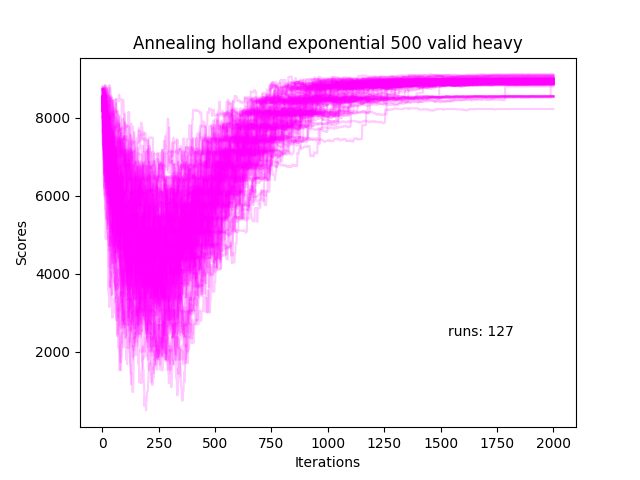 Annealing holland exponential 500 valid heavy
Scores
8000
6000
4000
2000
runs: 127
0 250 500 750 1000 1250 1500 1750 2000
Iterations